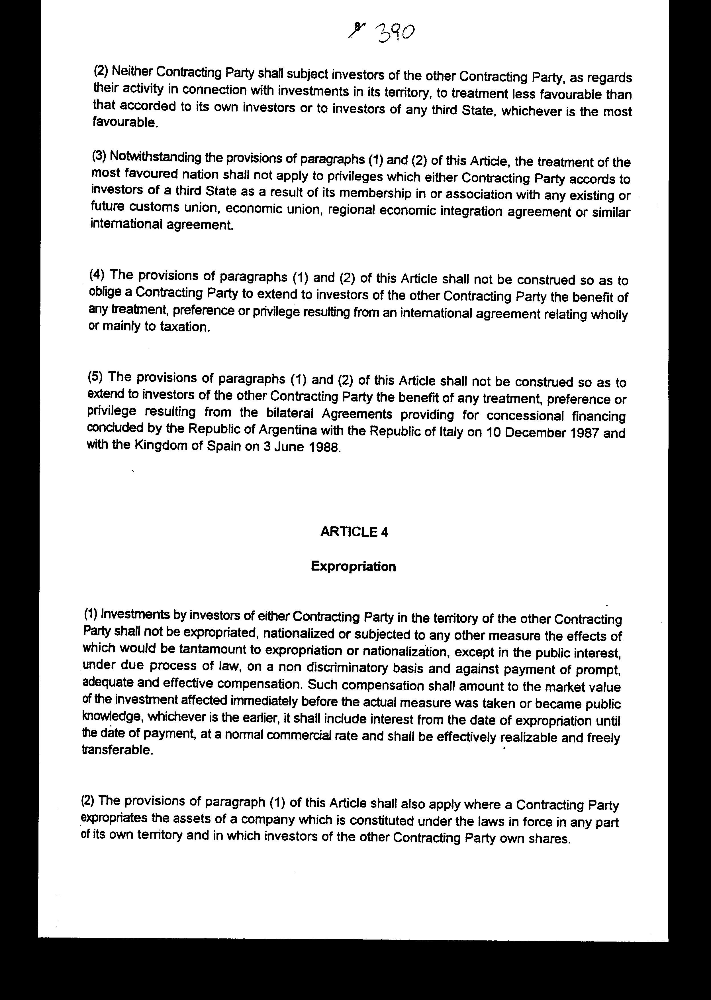 8 390
(2) Neither Contracting Party shall subject investors of the other Contracting Party, as regards
their activity in connection with investments in its territory, to treatment less favourable than
that accorded to its own investors or to investors of any third State, whichever is the most
favourable.
(3) Notwithstanding the provisions of paragraphs (1) and (2) of this Article, the treatment of the
most favoured nation shall not apply to privileges which either Contracting Party accords to
investors of a third State as a result of its membership in or association with any existing or
future customs union, economic union, regional economic integration agreement or similar
international agreement.
(4) The provisions of paragraphs (1) and (2) of this Article shall not be construed so as to
oblige a Contracting Party to extend to investors of the other Contracting Party the benefit of
any treatment, preference or privilege resulting from an international agreement relating wholly
or mainly to taxation.
(5) The provisions of paragraphs (1) and (2) of this Article shall not be construed so as to
extend to investors of the other Contracting Party the benefit of any treatment, preference or
privilege resulting from the bilateral Agreements providing for concessional financing
concluded by the Republic of Argentina with the Republic of Italy on 10 December 1987 and
with the Kingdom of Spain on 3 June 1988.
ARTICLE 4
Expropriation
(1) Investments by investors of either Contracting Party in the territory of the other Contracting
Party shall not be expropriated, nationalized or subjected to any other measure the effects of
which would be tantamount to expropriation or nationalization, except in the public interest,
under due process of law, on a non discriminatory basis and against payment of prompt,
adequate and effective compensation. Such compensation shall amount to the market value
of the investment affected immediately before the actual measure was taken or became public
knowledge, whichever is the earlier, it shall include interest from the date of expropriation until
the date of payment, at a normal commercial rate and shall be effectively realizable and freely
transferable.
(2) The provisions of paragraph (1) of this Article shall also apply where a Contracting Party
expropriates the assets of a company which is constituted under the laws in force in any part
of its own territory and in which investors of the other Contracting Party own shares.